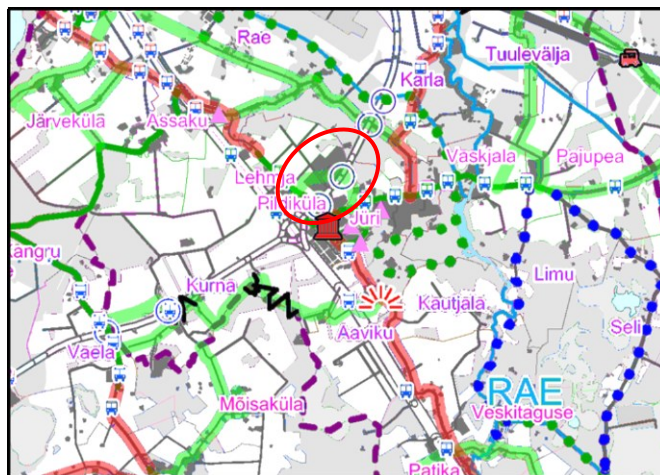 Rae
Karla
Tuulevälja
Järveküla
Assaku
Lehmja
Vaskjala
Pajupea
Pildiküla
Jüri
Kangru
Kurna
Limu
Kautjala
Aaviku
Seli
Vaela
RAE
Mõisaküla
Veskitaguse
Patika